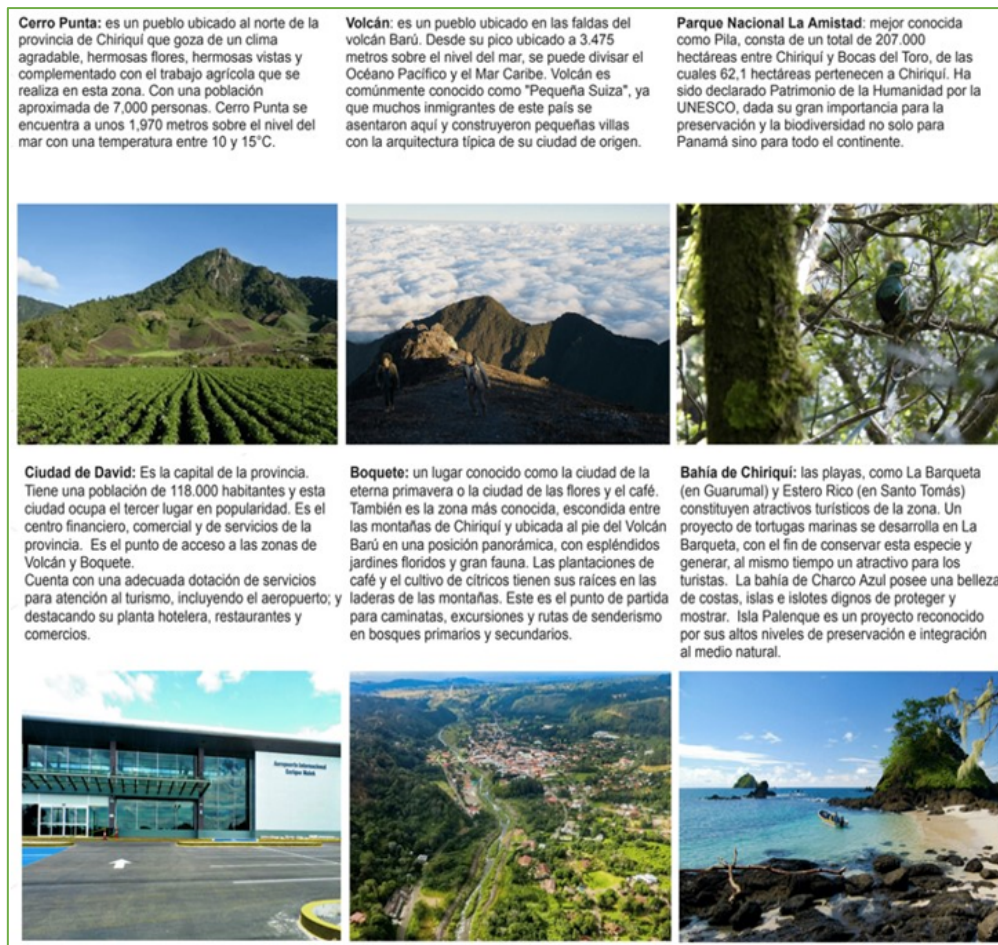 Cerro Punta: es un pueblo ubicado al norte de la
provincia de Chiriquí que goza de un clima
agradable, hermosas flores, hermosas vistas y
complementado con el trabajo agrícola que se
realiza en esta zona. Con una población
aproximada de 7,000 personas. Cerro Punta se
encuentra a unos 1,970 metros sobre el nivel del
mar con una temperatura entre 10 y 15°C.
Volcán: es un pueblo ubicado en las faldas del
volcán Barú. Desde su pico ubicado a 3.475
metros sobre el nivel del mar, se puede divisar el
Océano Pacífico y el Mar Caribe. Volcán es
comúnmente conocido como "Pequeña Suiza", ya
que muchos inmigrantes de este país se
asentaron aquí y construyeron pequeñas villas
con la arquitectura típica de su ciudad de origen.
Parque Nacional La Amistad: mejor conocida
como Pila, consta de un total de 207.000
hectáreas entre Chiriquí y Bocas del Toro, de las
cuales 62,1 hectáreas pertenecen a Chiriquí. Ha
sido declarado Patrimonio de la Humanidad por la
UNESCO, dada su gran importancia para la
preservación y la biodiversidad no solo para
Panamá sino para todo el continente.
Ciudad de David: Es la capital de la provincia.
Tiene una población de 118.000 habitantes y esta
ciudad ocupa el tercer lugar en popularidad. Es el
centro financiero, comercial y de servicios de la
provincia. Es el punto de acceso a las zonas de
Volcán y Boquete.
Cuenta con una adecuada dotación de servicios
para atención al turismo, incluyendo el aeropuerto; y
destacando su planta hotelera, restaurantes y
comercios.
Boquete: un lugar conocido como la ciudad de la
eterna primavera o la ciudad de las flores y el café.
También es la zona más conocida, escondida entre
las montañas de Chiriquí y ubicada al pie del Volcán
Barú en una posición panorámica, con espléndidos
jardines floridos y gran fauna. Las plantaciones de
café y el cultivo de cítricos tienen sus raíces en las
laderas de las montañas. Este es el punto de partida
para caminatas, excursiones y rutas de senderismo
en bosques primarios y secundarios.
Bahía de Chiriquí: las playas, como La Barqueta
(en Guarumal) y Estero Rico (en Santo Tomás)
constituyen atractivos turísticos de la zona. Un
proyecto de tortugas marinas se desarrolla en La
Barqueta, con el fin de conservar esta especie y
generar, al mismo tiempo un atractivo para los
turistas. La bahía de Charco Azul posee una belleza
de costas, islas e islotes dignos de proteger y
mostrar. Isla Palenque es un proyecto reconocido
por sus altos niveles de preservación e integración
al medio natural.
Aeropuerto Internacional
Enrique Malek